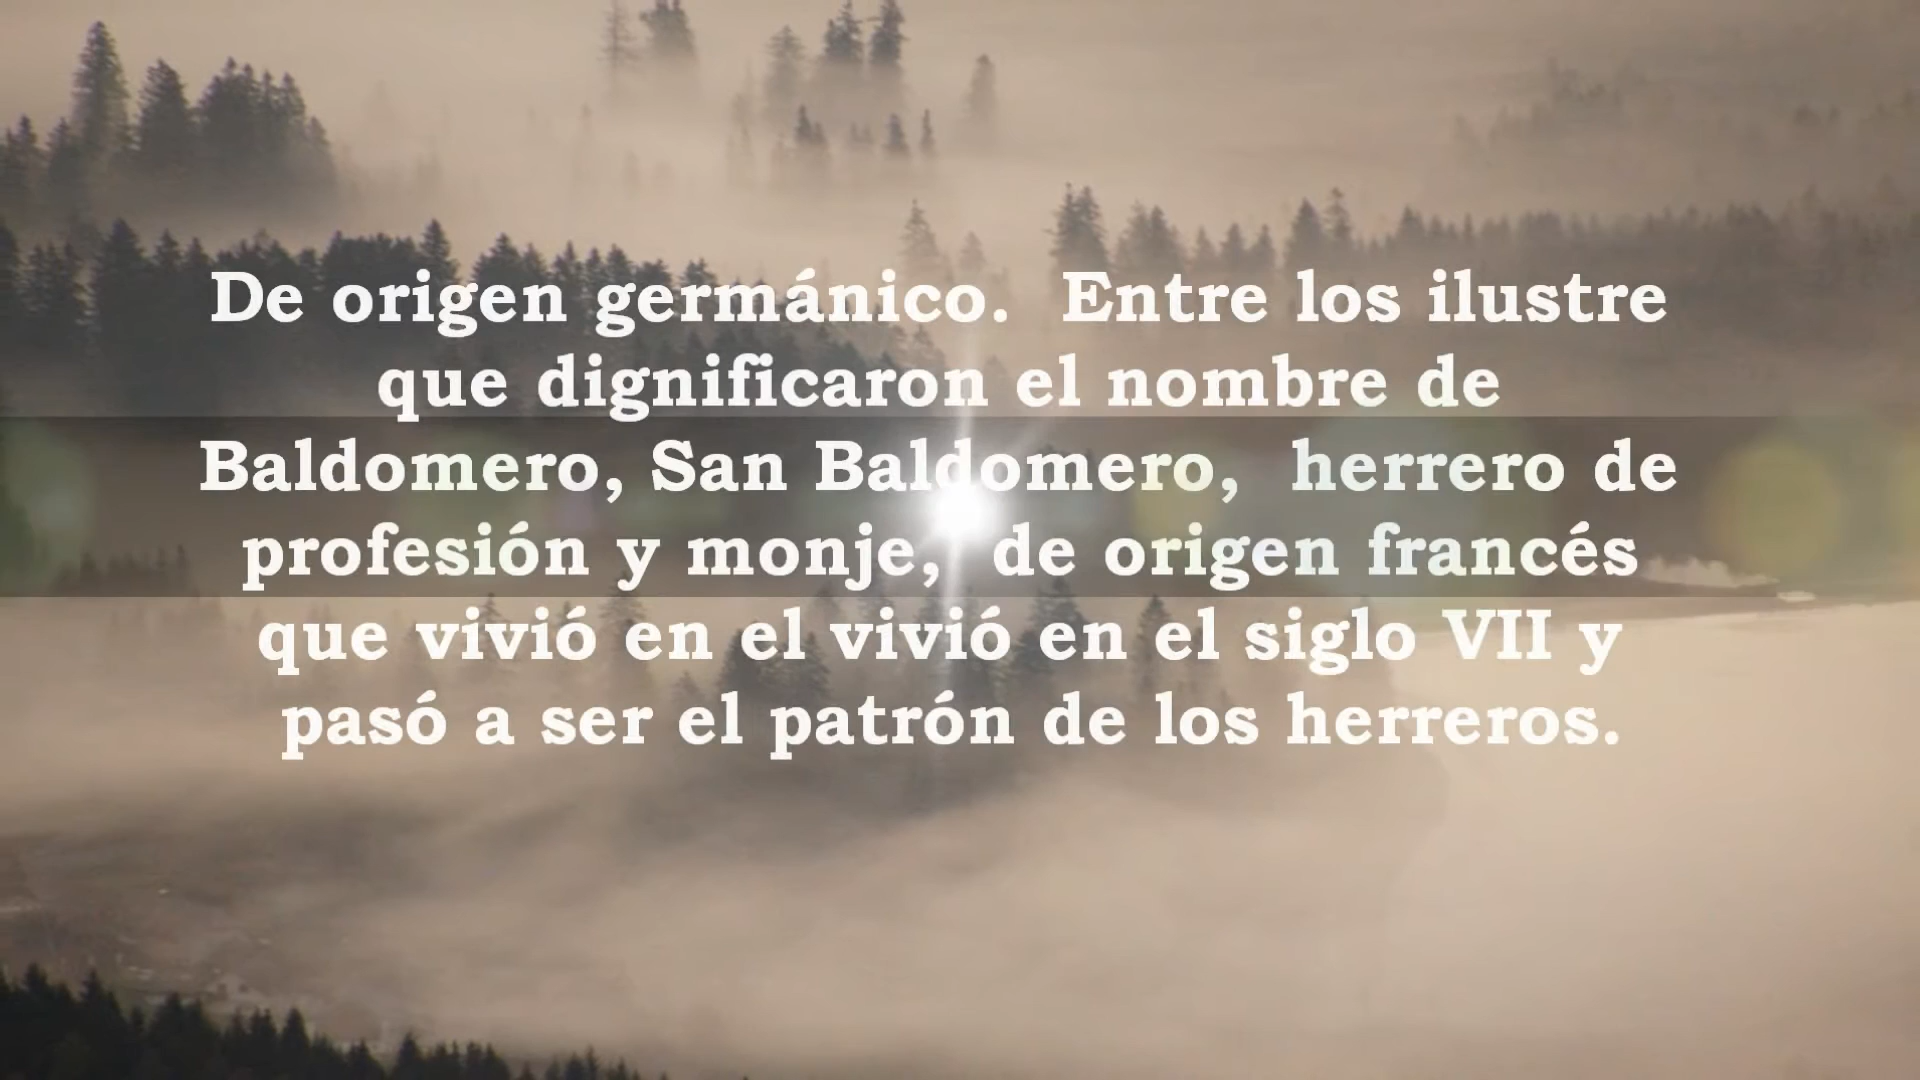 De origen germánico.  Entre los ilustre
que dignificaron el nombre de
Baldomero, San Baldomero,  herrero de
profesión y monje,  de origen francés
que vivió en el vivió en el siglo VII y
pasó a ser el patrón de los herreros.